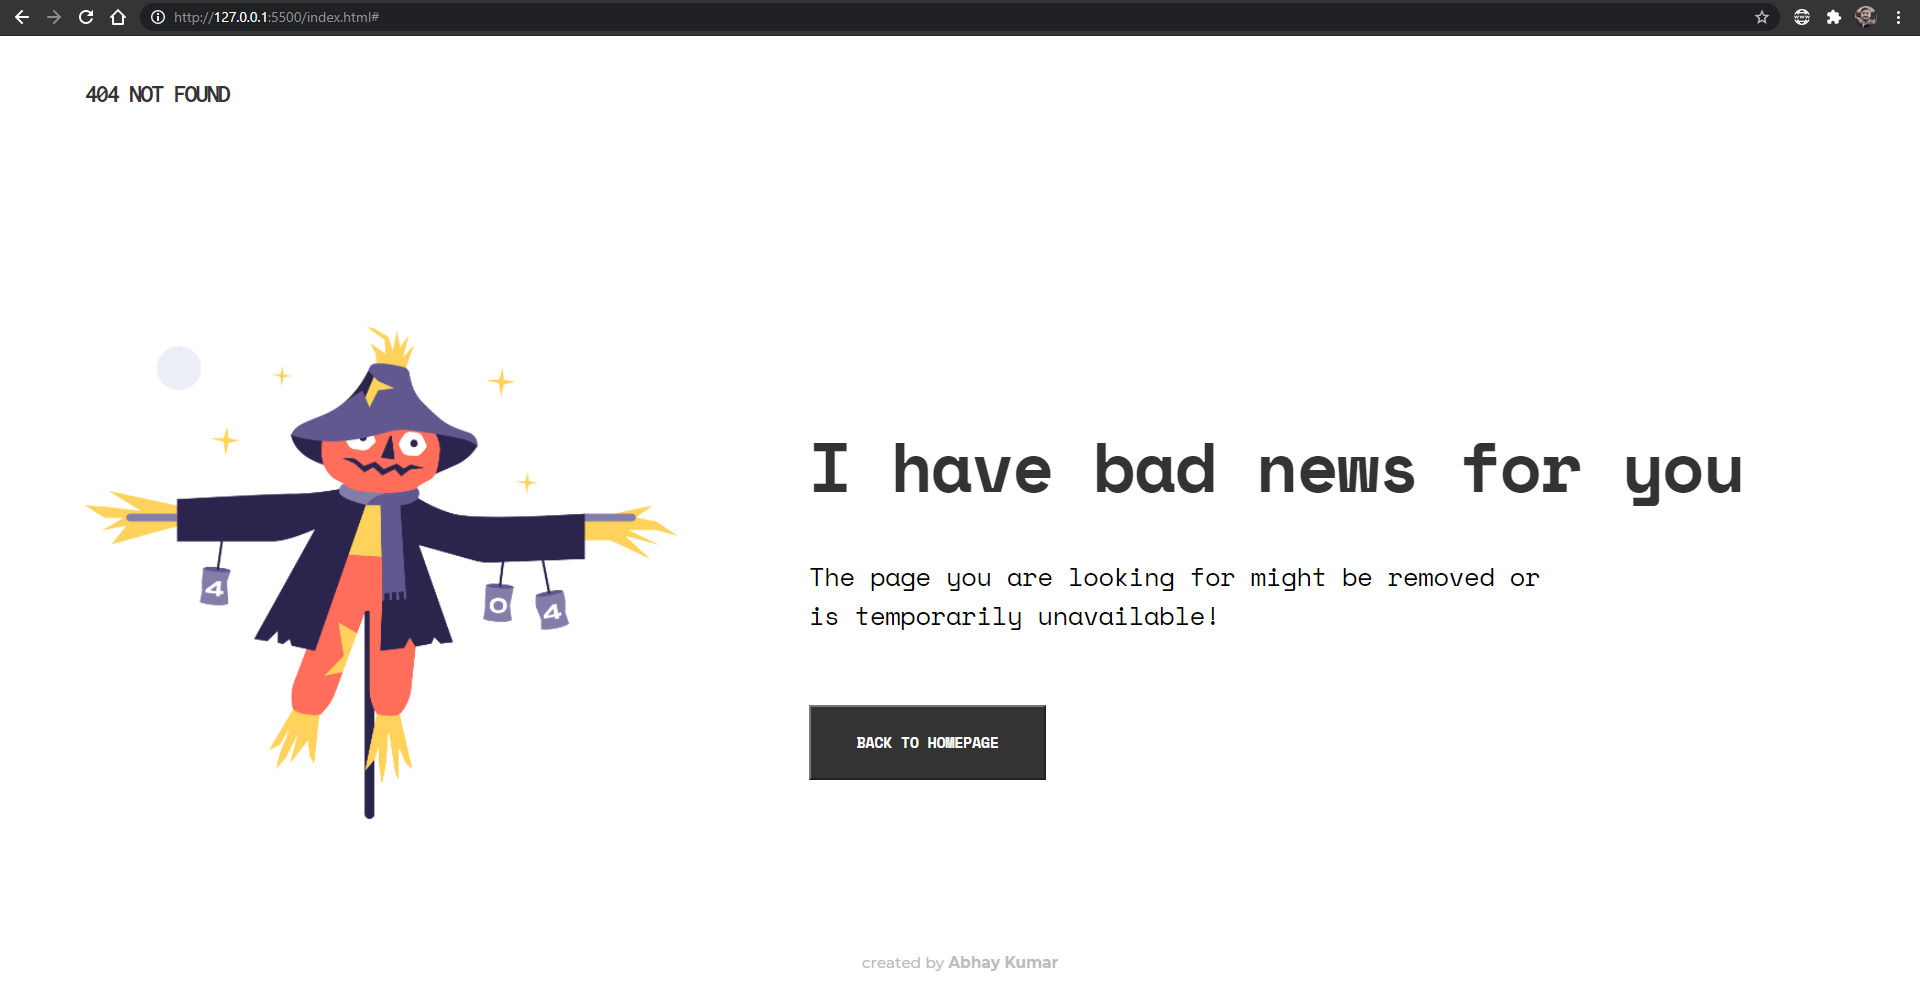 http://127.0.0.1:5500/index.html#
404 NOT FOUND
I have bad news for you
The page you are looking for might be removed or
is temporarily unavailable!
4
0
4
BACK TO HOMEPAGE
created by Abhay Kumar